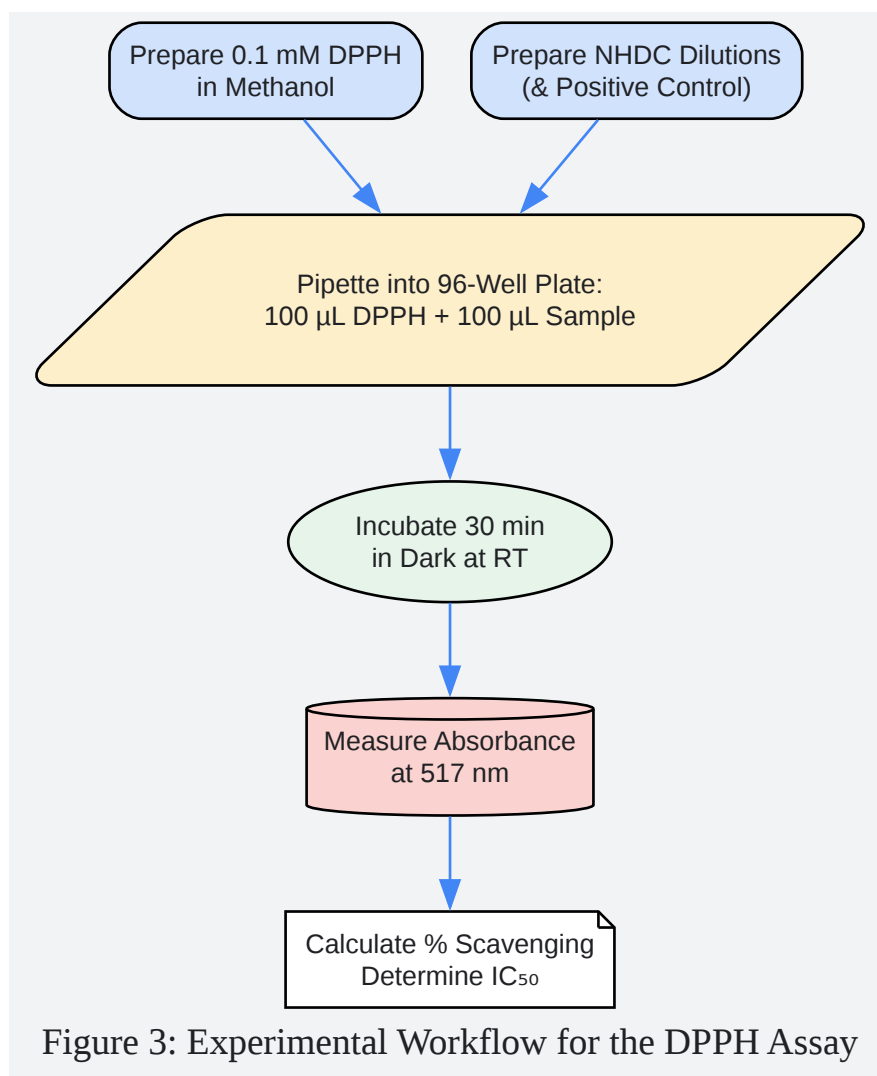 Prepare 0.1 mM DPPH
in Methanol
Prepare NHDC Dilutions
(& Positive Control)
Pipette into 96-Well Plate:
100 µL DPPH + 100 µL Sample
Incubate 30 min
in Dark at RT
Measure Absorbance
at 517 nm
Calculate % Scavenging
Determine IC₅₀
Figure 3: Experimental Workflow for the DPPH Assay